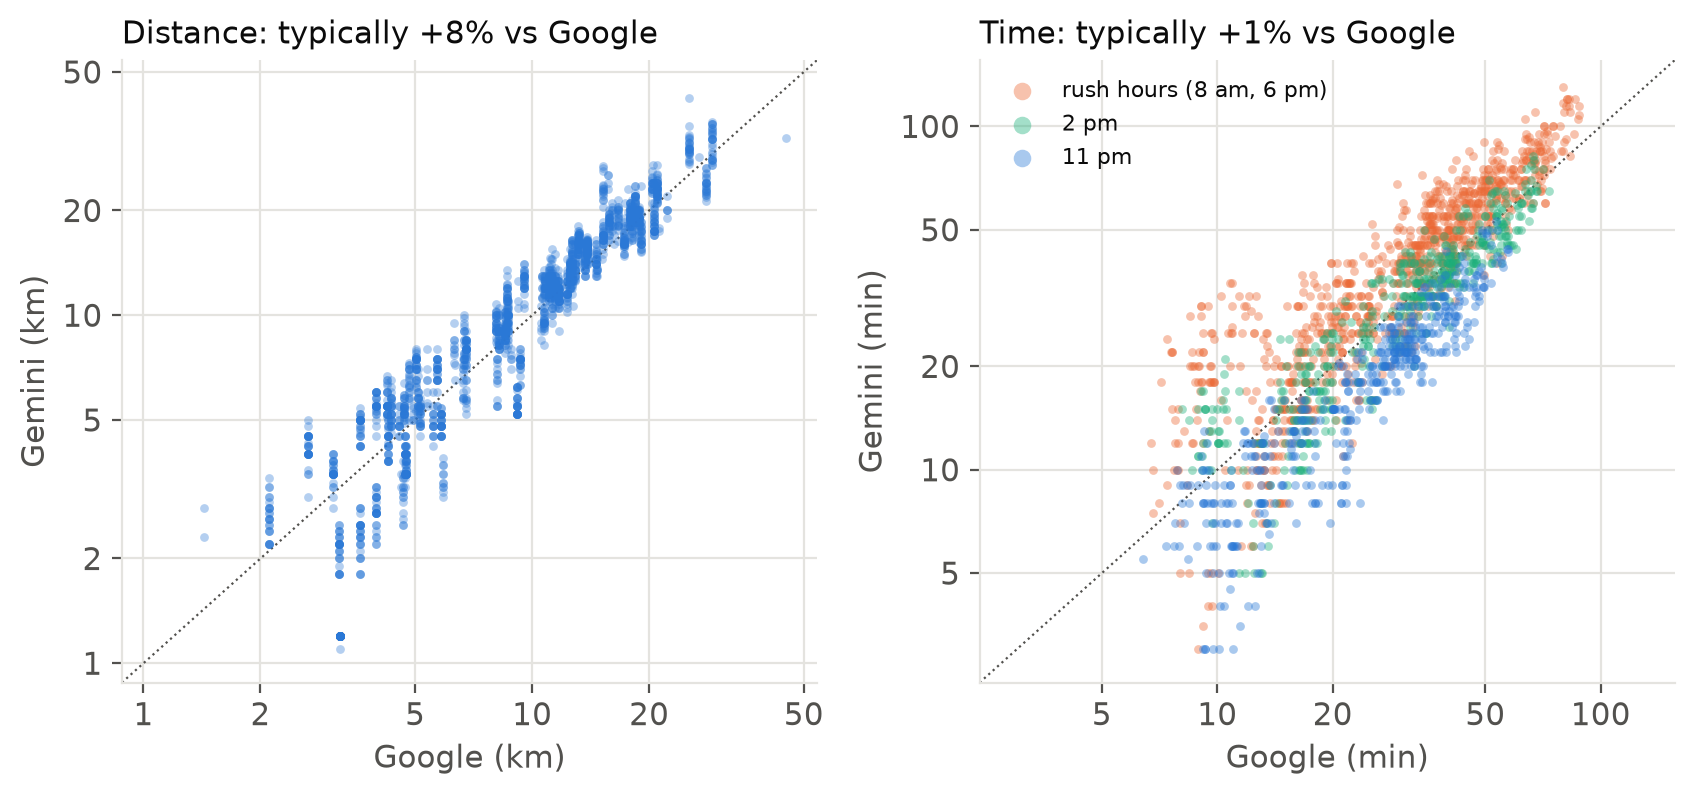 Distance: typically +8% vs Google
50
20
10
5
2
1
Gemini (km)
1
2
5
10
20
50
Google (km)
Time: typically +1% vs Google
rush hours (8 am, 6 pm)
2 pm
11 pm
100
50
20
10
5
Gemini (min)
5
10
20
50
100
Google (min)